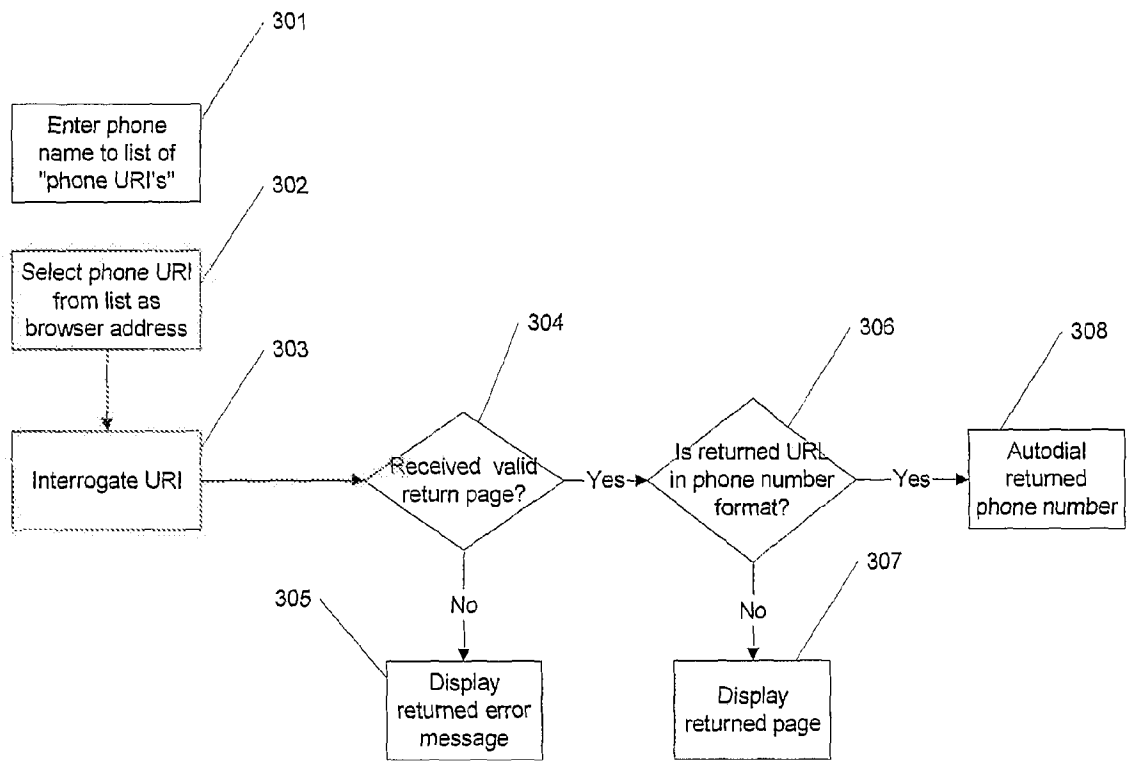 301
Enter phone
name to list of
"phone URI's"
302
Select phone URI
from list as
browser address
303
Interrogate URI
304
Received valid
return page?
Yes
306
Is returned URL
in phone number
format?
Yes
308
Autodial
returned
phone number
305
No
Display
returned error
message
307
No
Display
returned page